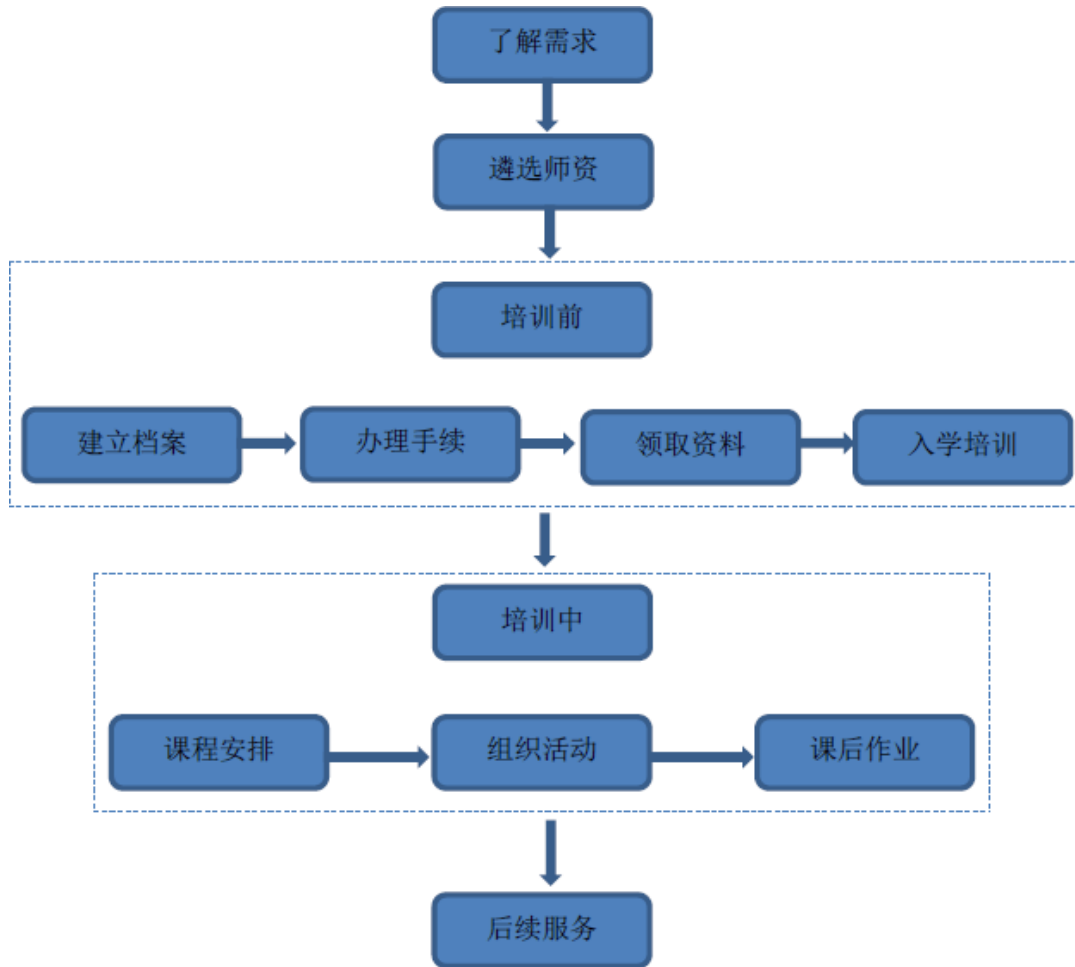 了解需求
遴选师资
培训前
建立档案
办理手续
领取资料
入学培训
培训中
课程安排
组织活动
课后作业
后续服务